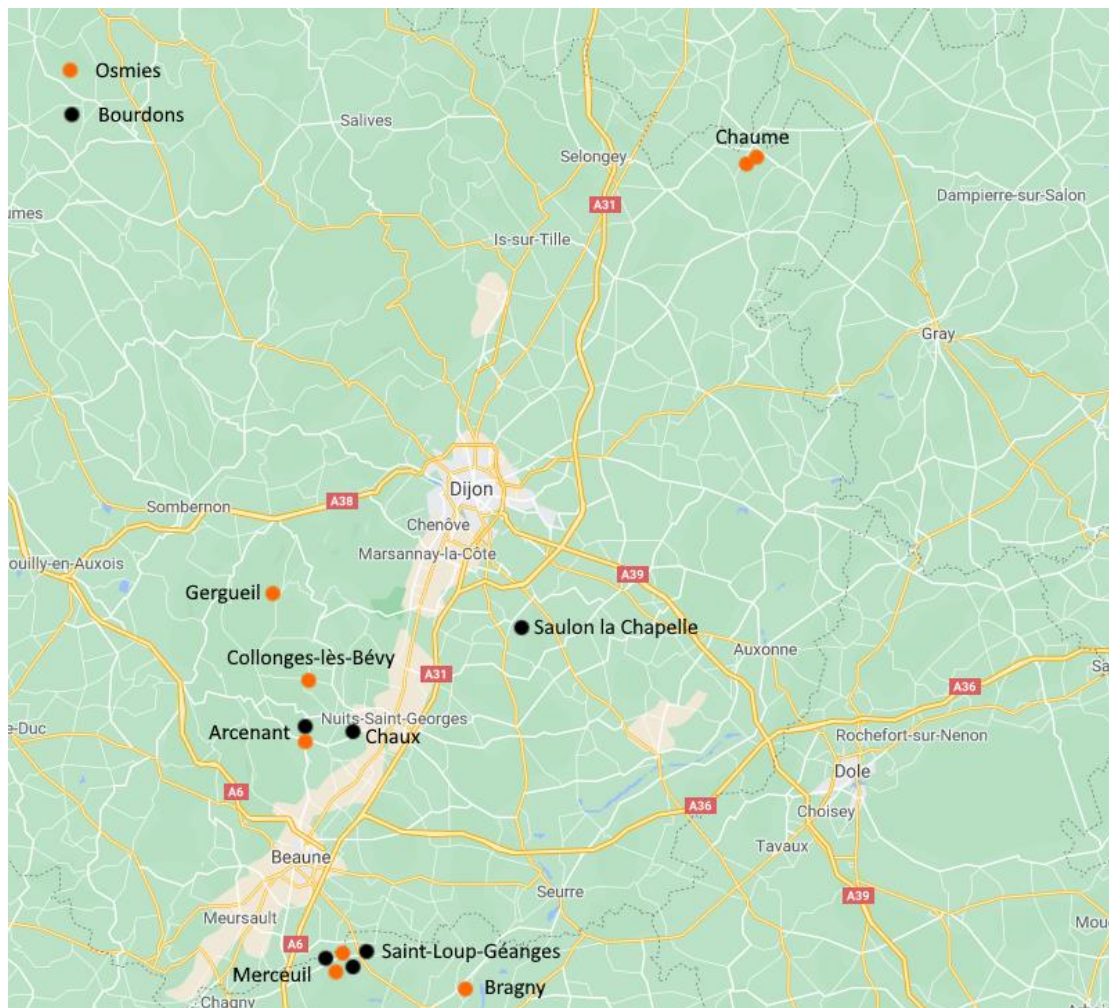 Osmies
Bourdons
Salives
Chaume
Selongey
Dampierre-sur-Salon
umes
A31
Is-sur-Tille
Gray
Dijon
A38
Sombernon
Chenôve
Marsannay-la-Côte
ouilly-en-Auxois
A39
Gergueil
Saulon la Chapelle
Auxonne
Collonges-lès-Bévy
A31
Sa
A36
Nuits-Saint-Georges
Arcenant
Chaux
e-Duc
Rochefort-sur-Nenon
Dole
A6
A36
Choisey
Tavaux
Beaune
Seurre
A39
Meursault
Mou
A6
Saint-Loup-Géanges
Merceuil
Bragny
Chagny